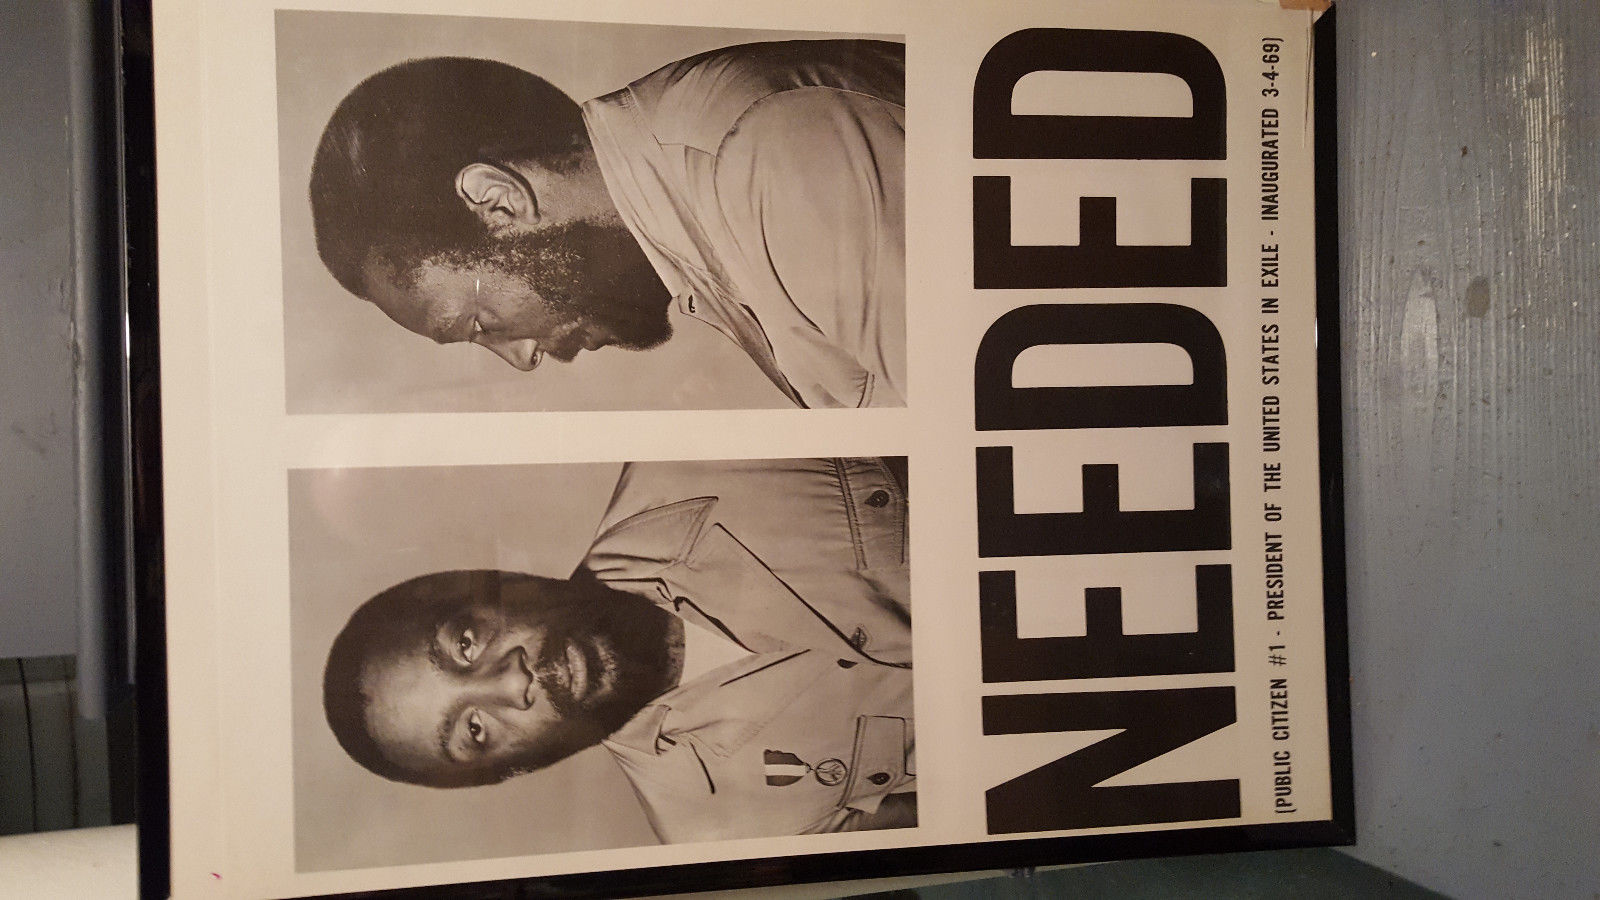 NEEDED
(PUBLIC CITIZEN #1 - PRESIDENT OF THE UNITED STATES IN EXILE - INAUGURATED 3-4-69)